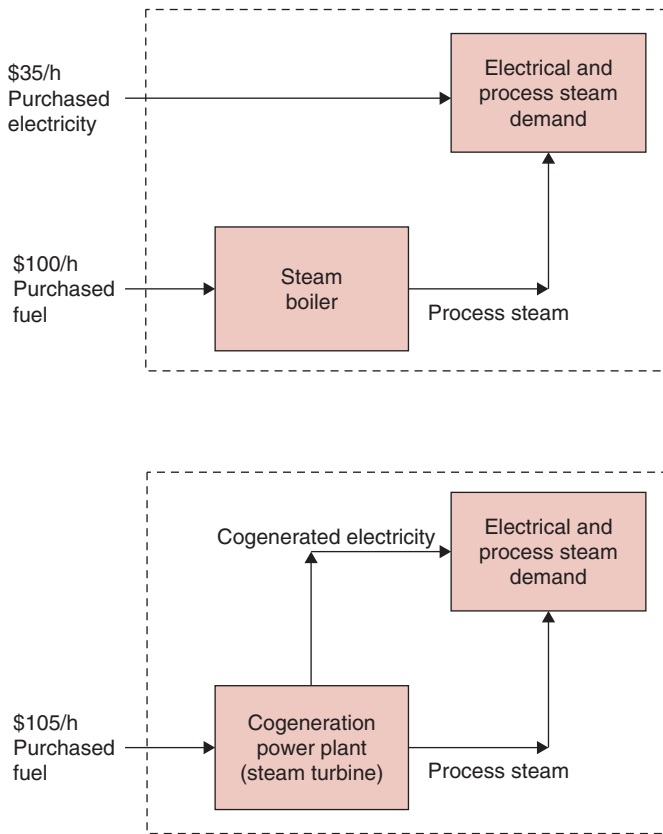 $35/h
Purchased
electricity
Electrical and
process steam
demand
$100/h
Purchased
fuel
Steam
boiler
Process steam
Cogenerated electricity
Electrical and
process steam
demand
$105/h
Purchased
fuel
Cogeneration
power plant
(steam turbine)
Process steam